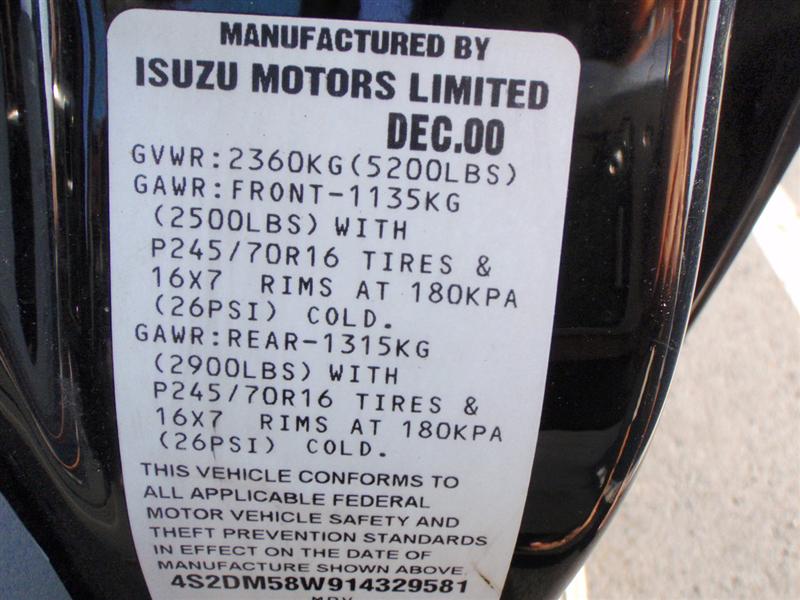 MANUFACTURED BY
ISUZU MOTORS LIMITED
DEC.00
GVWR:2360KG(5200LBS)
GAWR:FRONT-1135KG
(2500LBS) WITH
P245/70R16 TIRES &
16X7 RIMS AT 180KPA
(26PSI) COLD.
GAWR:REAR-1315KG
(2900LBS) WITH
P245/70R16 TIRES &
16X7 RIMS AT 180KPA
(26PSI) COLD.
THIS VEHICLE CONFORMS TO
ALL APPLICABLE FEDERAL
MOTOR VEHICLE SAFETY AND
THEFT PREVENTION STANDARDS
IN EFFECT ON THE DATE OF
MANUFACTURE SHOWN ABOVE.
4S2DM58W914329581